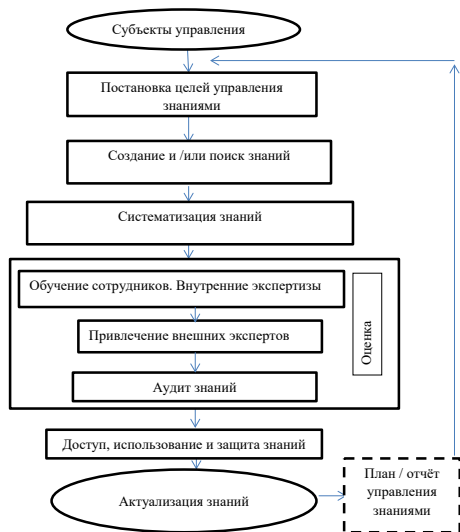 Субъекты управления
Постановка целей управления
знаниями
Создание и /или поиск знаний
Систематизация знаний
Обучение сотрудников. Внутренние экспертизы
Привлечение внешних экспертов
Аудит знаний
Оценка
Доступ, использование и защита знаний
Актуализация знаний
План / отчёт
управления
знаниями